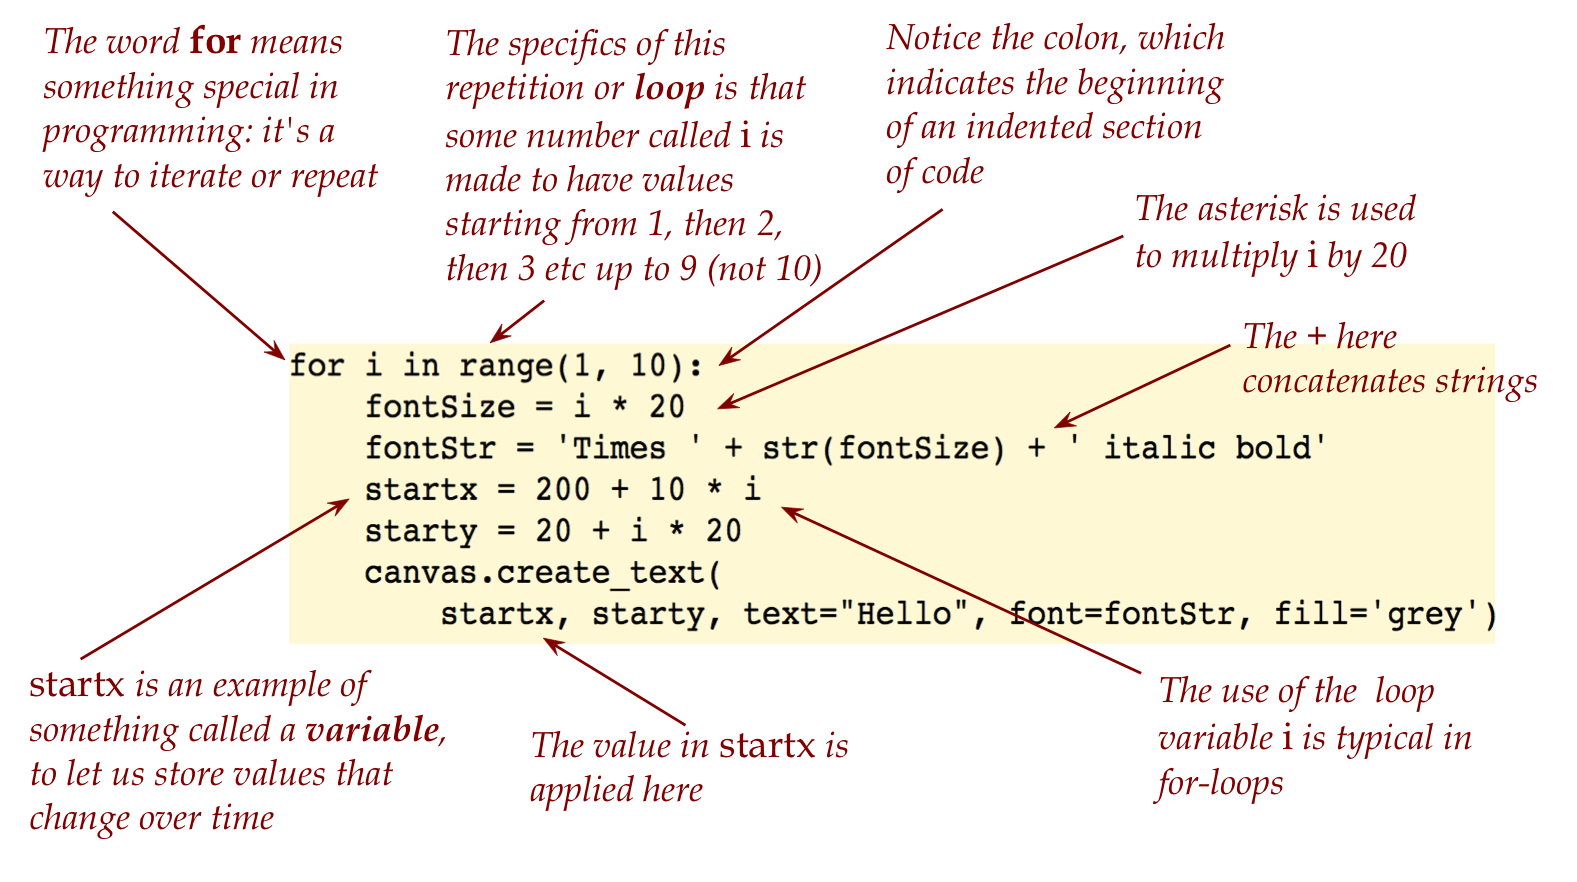 The word for means
something special in
programming: it's a
way to iterate or repeat
The specifics of this
repetition or loop is that
some number called i is
made to have values
starting from 1, then 2,
then 3 etc up to 9 (not 10)
Notice the colon, which
indicates the beginning
of an indented section
of code
The asterisk is used
to multiply i by 20
The + here
concatenates strings
for i in range(1, 10):
    fontSize = i * 20
    fontStr = 'Times ' + str(fontSize) + ' italic bold'
    startx = 200 + 10 * i
    starty = 20 + i * 20
    canvas.create_text(
        startx, starty, text="Hello", font=fontStr, fill='grey')
startx is an example of
something called a variable,
to let us store values that
change over time
The value in startx is
applied here
The use of the  loop
variable i is typical in
for-loops